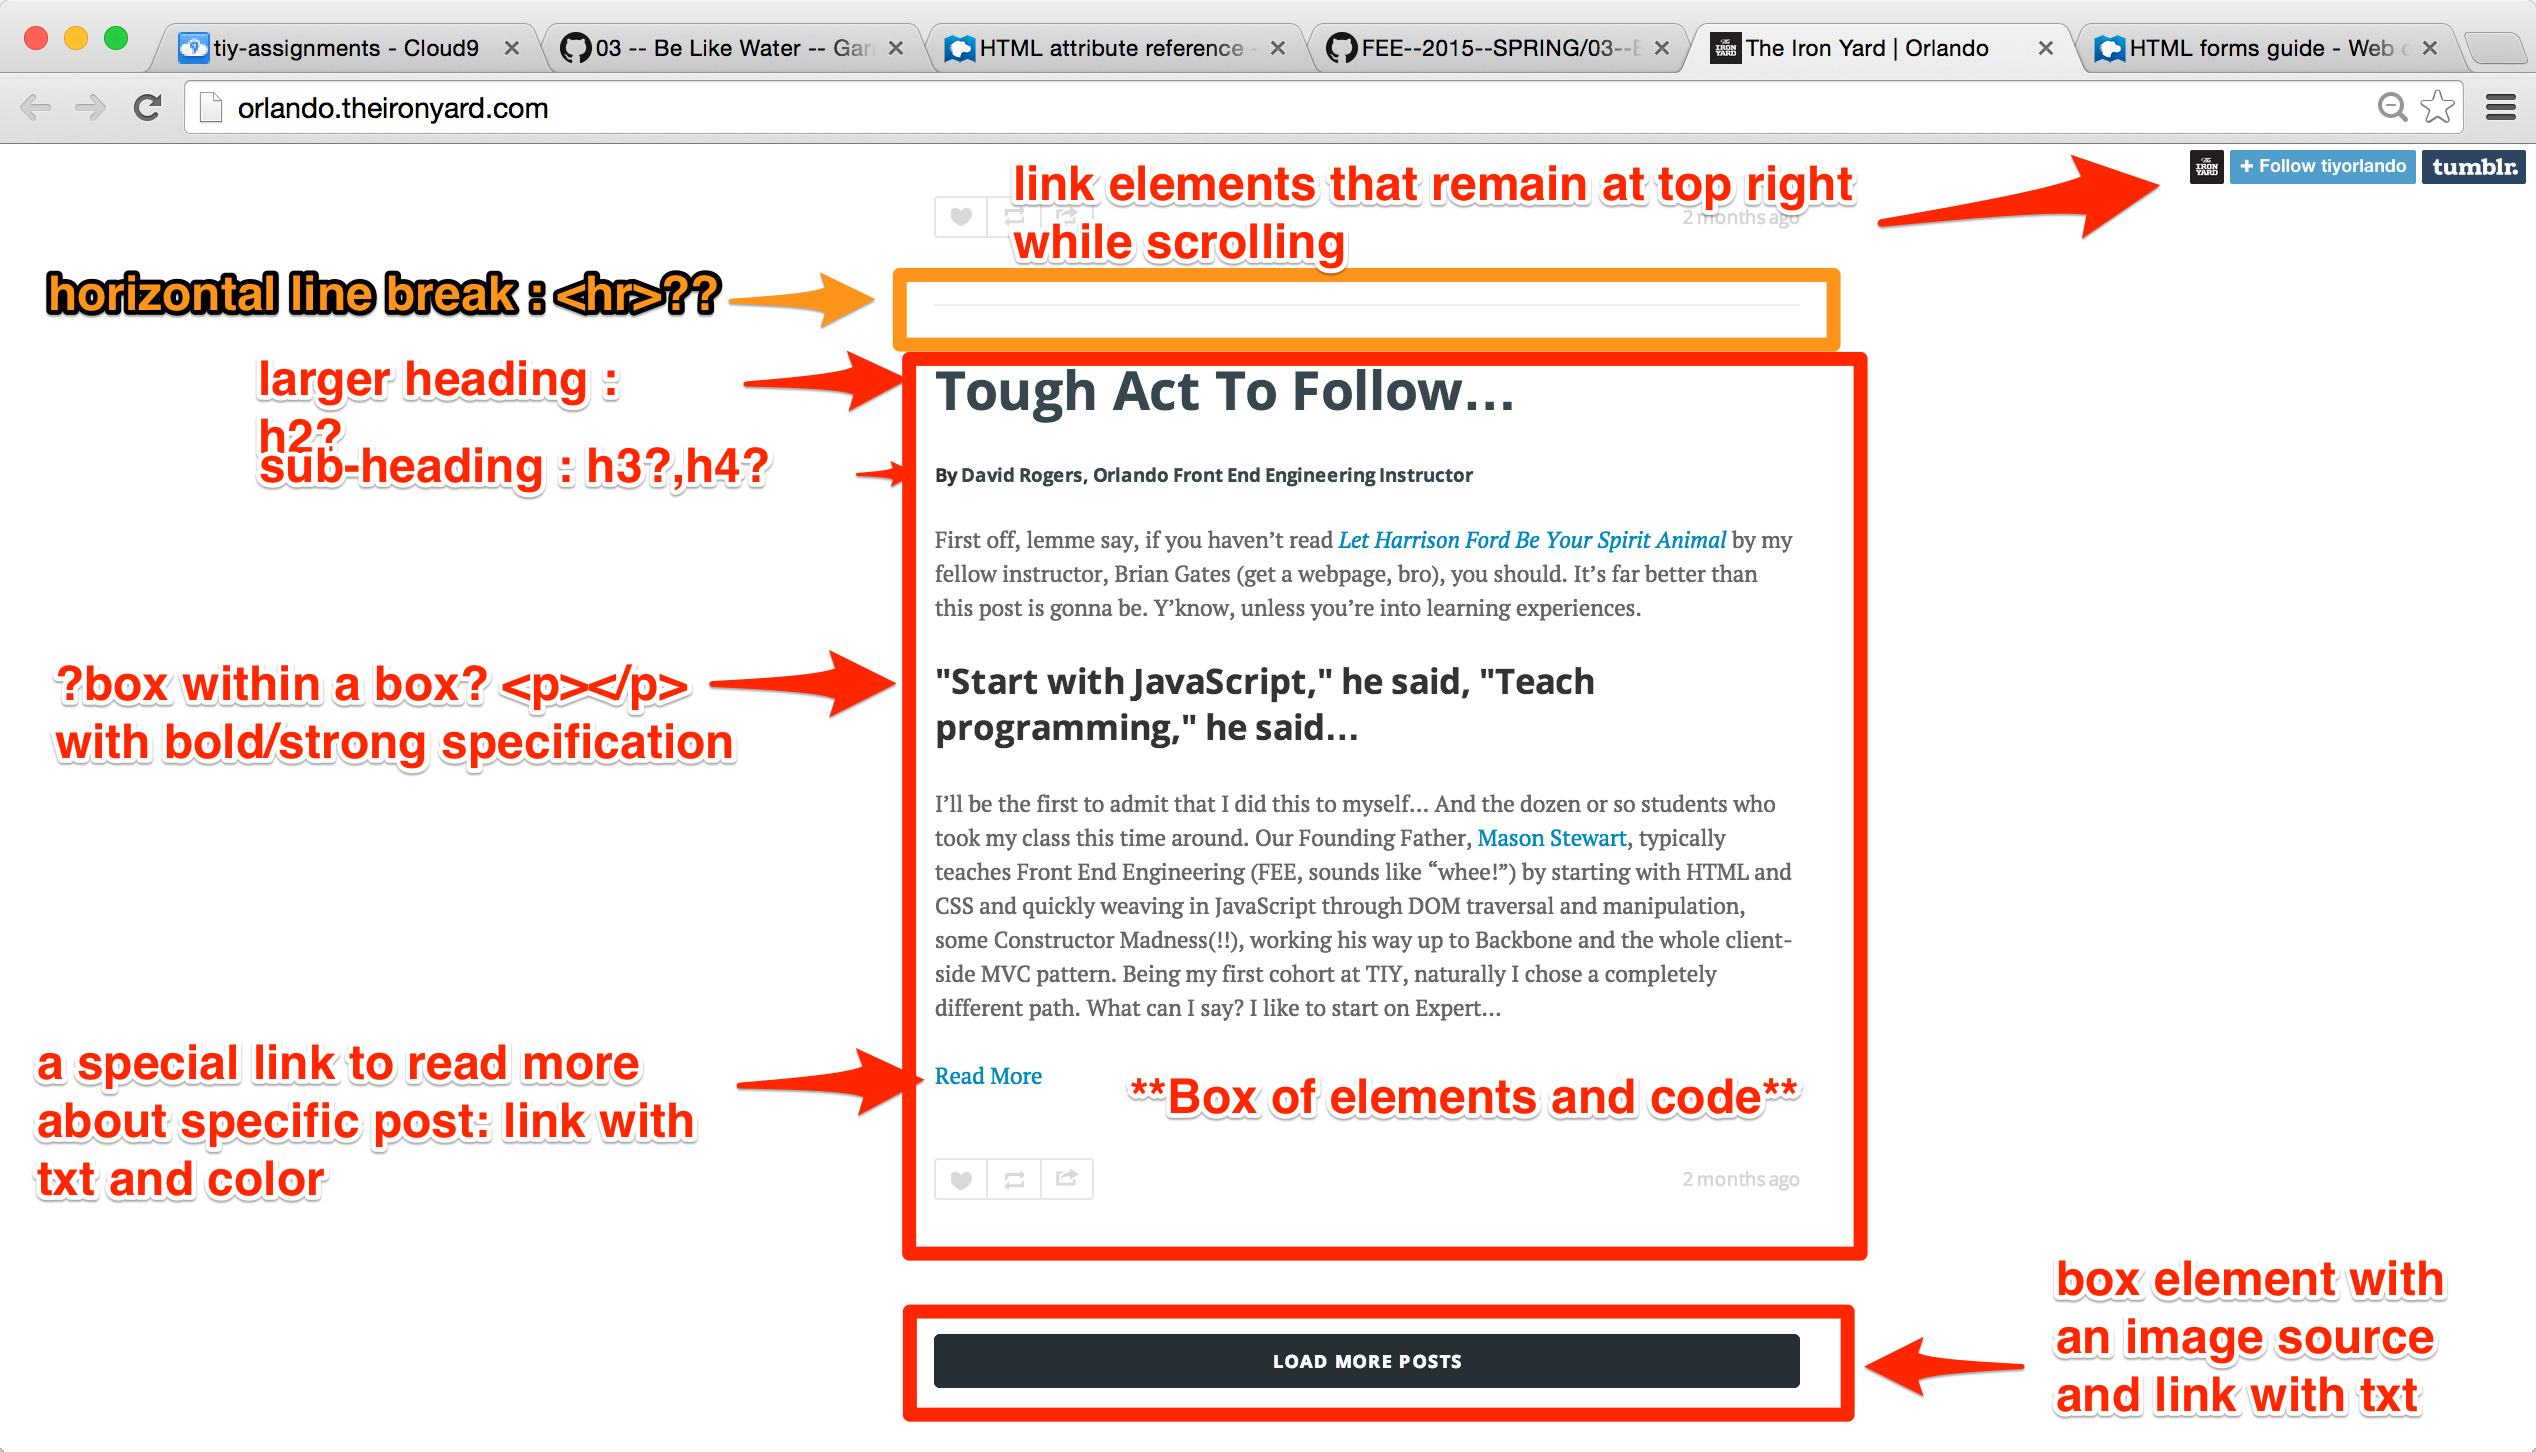 tiy-assignments - Cloud9
03 -- Be Like Water -- Gar
HTML attribute reference -
FEE--2015--SPRING/03--B
The Iron Yard | Orlando
HTML forms guide - Web
orlando.theironyard.com
The IRON YARD
+ Follow tiyorlando
tumblr.
link elements that remain at top right
while scrolling
2 months ago
horizontal line break : <hr>??
larger heading :
h2?
sub-heading : h3?,h4?
Tough Act To Follow…
By David Rogers, Orlando Front End Engineering Instructor
First off, lemme say, if you haven’t read Let Harrison Ford Be Your Spirit Animal by my
fellow instructor, Brian Gates (get a webpage, bro), you should. It’s far better than
this post is gonna be. Y’know, unless you’re into learning experiences.
?box within a box? <p></p>
with bold/strong specification
"Start with JavaScript," he said, "Teach
programming," he said…
I’ll be the first to admit that I did this to myself… And the dozen or so students who
took my class this time around. Our Founding Father, Mason Stewart, typically
teaches Front End Engineering (FEE, sounds like “whee!”) by starting with HTML and
CSS and quickly weaving in JavaScript through DOM traversal and manipulation,
some Constructor Madness(!!), working his way up to Backbone and the whole client-
side MVC pattern. Being my first cohort at TIY, naturally I chose a completely
different path. What can I say? I like to start on Expert…
a special link to read more
about specific post: link with
txt and color
Read More
**Box of elements and code**
2 months ago
LOAD MORE POSTS
box element with
an image source
and link with txt